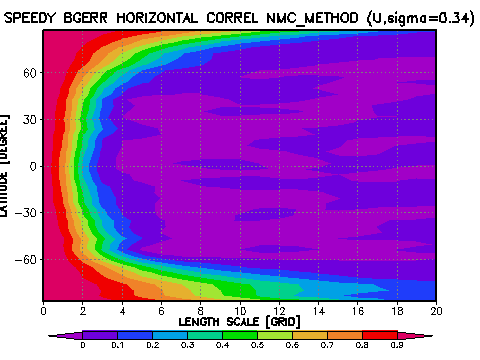 SPEEDY BGERR HORIZONTAL CORREL NMC_METHOD (U,sigma=0.34)
LATITUDE [DEGREE]
60
30
0
-30
-60
0 2 4 6 8 10 12 14 16 18 20
LENGTH SCALE [GRID]
0 0.1 0.2 0.3 0.4 0.5 0.6 0.7 0.8 0.9